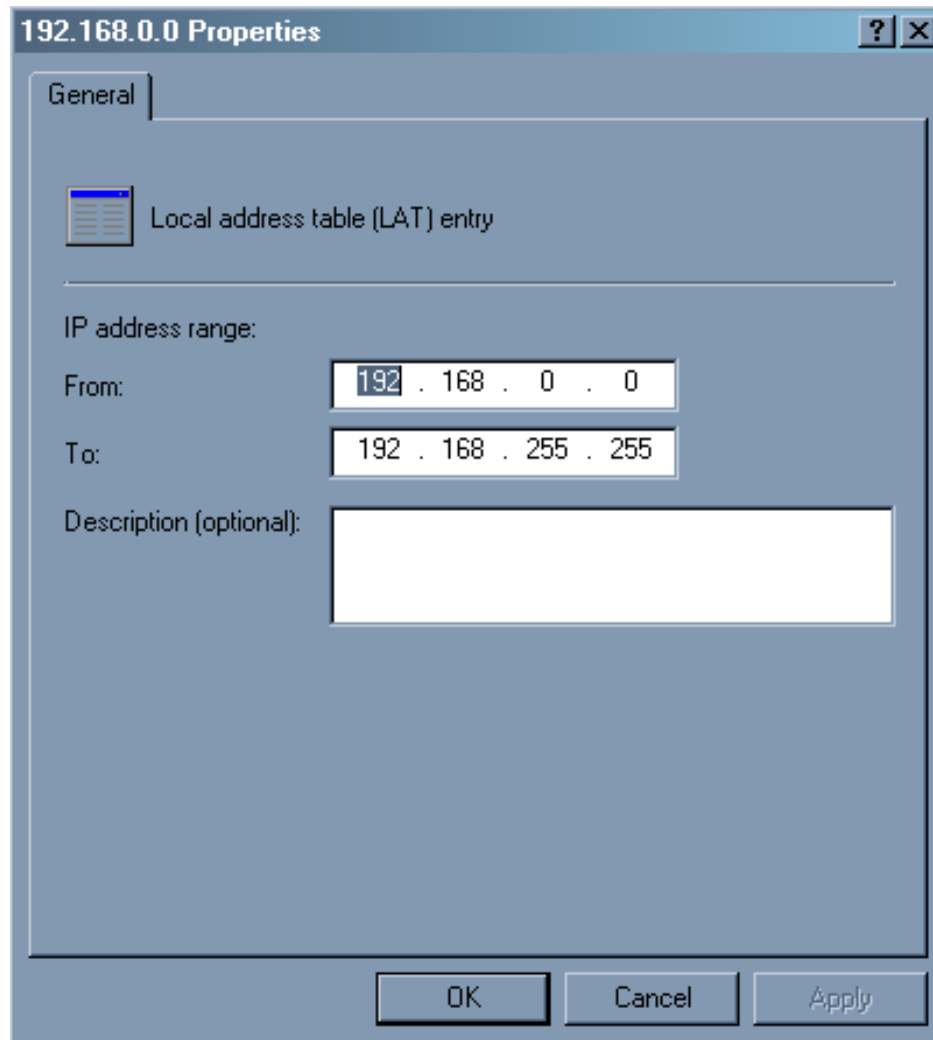 192.168.0.0 Properties
General
Local address table (LAT) entry
IP address range:
From: 192 . 168 . 0 . 0
To: 192 . 168 . 255 . 255
Description (optional):
OK Cancel Apply